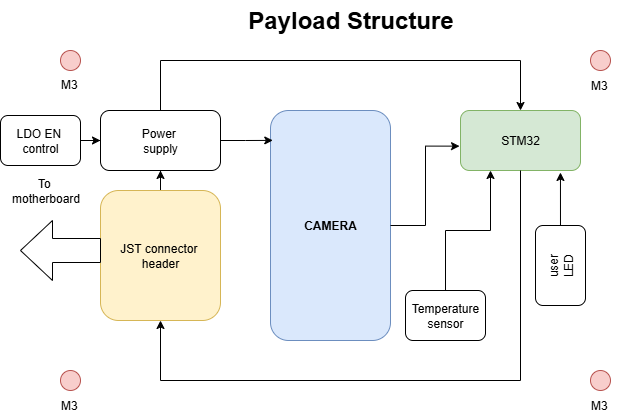 Payload Structure
M3
M3
LDO EN
control
Power
supply
STM32
To
motherboard
JST connector
header
CAMERA
user
LED
Temperature
sensor
M3
M3